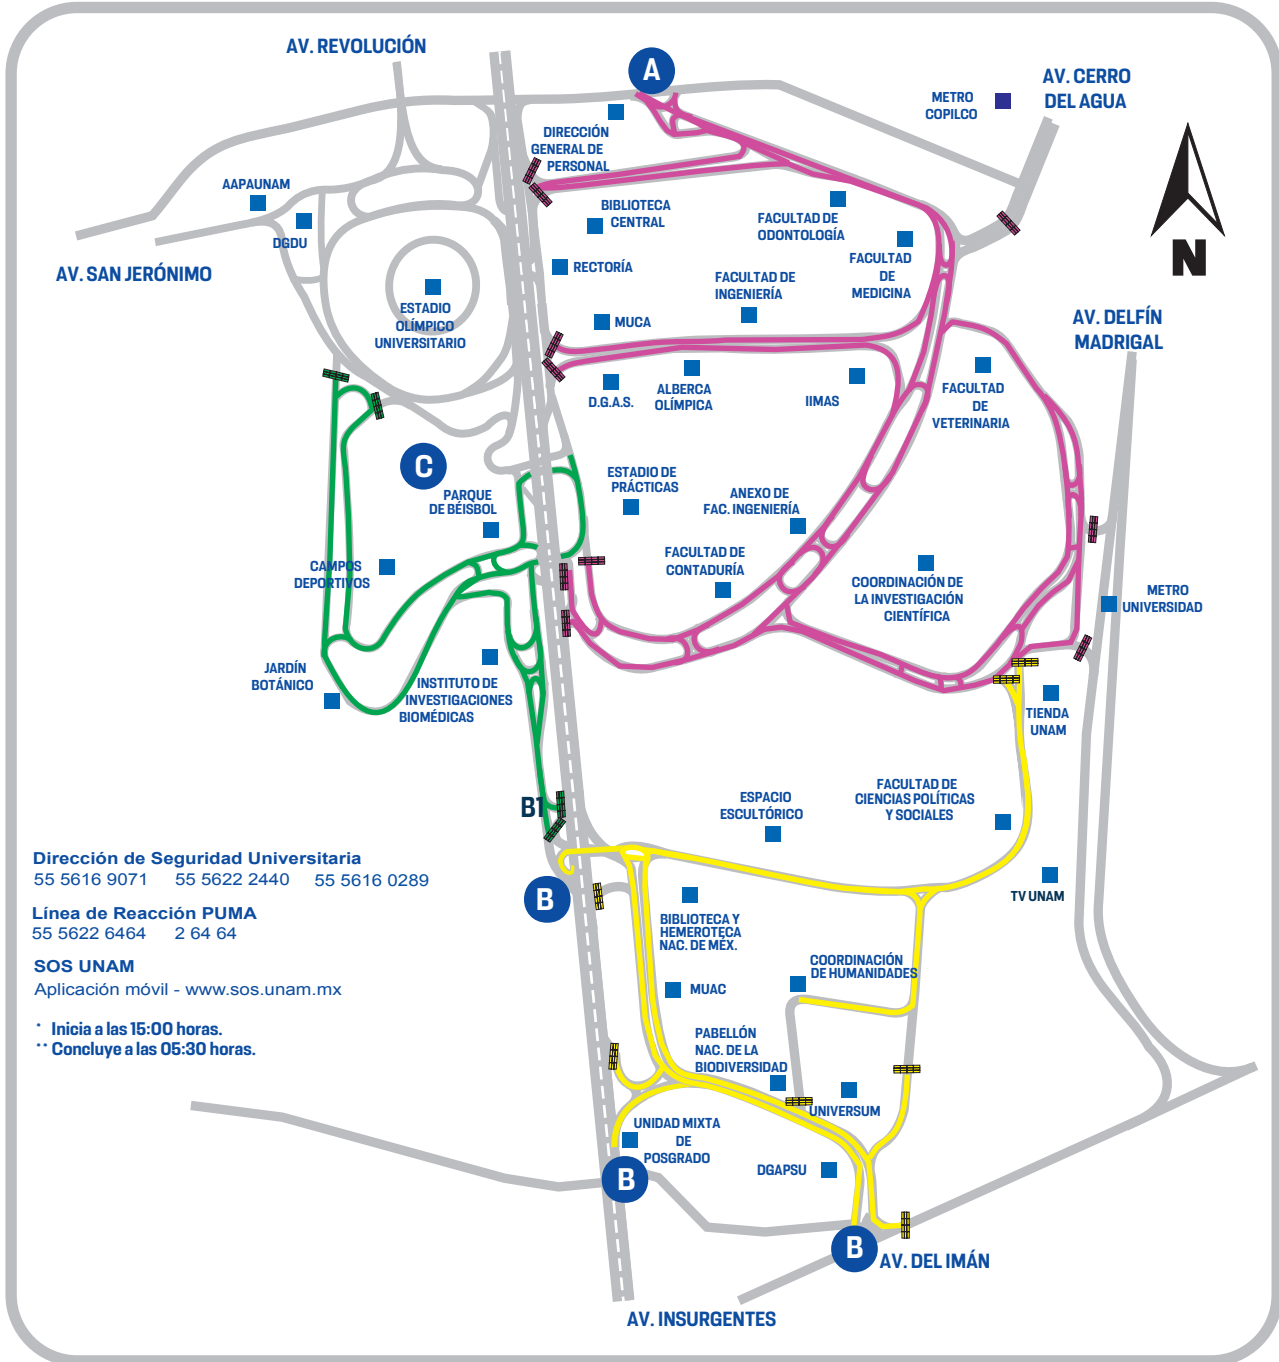 AV. REVOLUCIÓN
A
AV. CERRO
DEL AGUA
METRO
COPILCO
DIRECCIÓN
GENERAL DE
PERSONAL
AAPAUNAM
BIBLIOTECA
CENTRAL
FACULTAD DE
ODONTOLOGÍA
DGDU
FACULTAD
DE
MEDICINA
N
AV. SAN JERÓNIMO
RECTORÍA
FACULTAD DE
INGENIERÍA
ESTADIO
OLÍMPICO
UNIVERSITARIO
MUCA
AV. DELFÍN
MADRIGAL
D.G.A.S.
ALBERCA
OLÍMPICA
IIMAS
FACULTAD
DE
VETERINARIA
C
PARQUE
DE BÉISBOL
ESTADIO DE
PRÁCTICAS
ANEXO DE
FAC. INGENIERÍA
CAMPOS
DEPORTIVOS
FACULTAD DE
CONTADURÍA
COORDINACIÓN DE
LA INVESTIGACIÓN
CIENTÍFICA
METRO
UNIVERSIDAD
JARDÍN
BOTÁNICO
INSTITUTO DE
INVESTIGACIONES
BIOMÉDICAS
TIENDA
UNAM
B1
ESPACIO
ESCULTÓRICO
FACULTAD DE
CIENCIAS POLÍTICAS
Y SOCIALES
Dirección de Seguridad Universitaria
55 5616 9071 55 5622 2440 55 5616 0289
B
TV UNAM
Línea de Reacción PUMA
55 5622 6464 2 64 64
BIBLIOTECA Y
HEMEROTECA
NAC. DE MÉX.
SOS UNAM
Aplicación móvil - www.sos.unam.mx
COORDINACIÓN
DE HUMANIDADES
MUAC
* Inicia a las 15:00 horas.
** Concluye a las 05:30 horas.
PABELLÓN
NAC. DE LA
BIODIVERSIDAD
UNIVERSUM
UNIDAD MIXTA
DE
POSGRADO
B
DGAPSU
B
AV. DEL IMÁN
AV. INSURGENTES